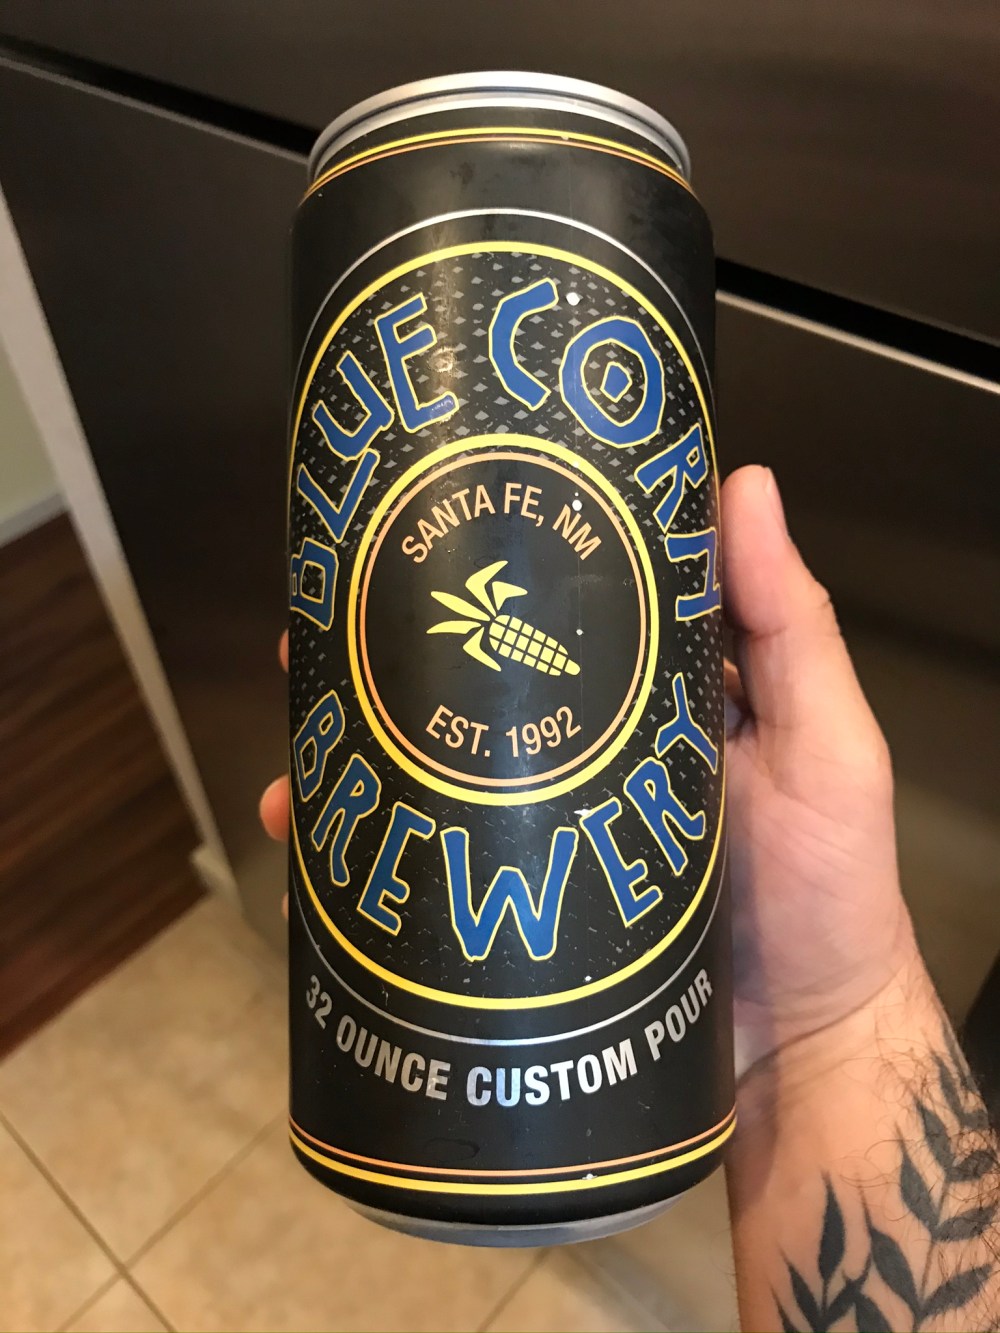 BLUE CORN
SANTA FE, NM
EST. 1992
BREWERY
32 OUNCE CUSTOM POUR